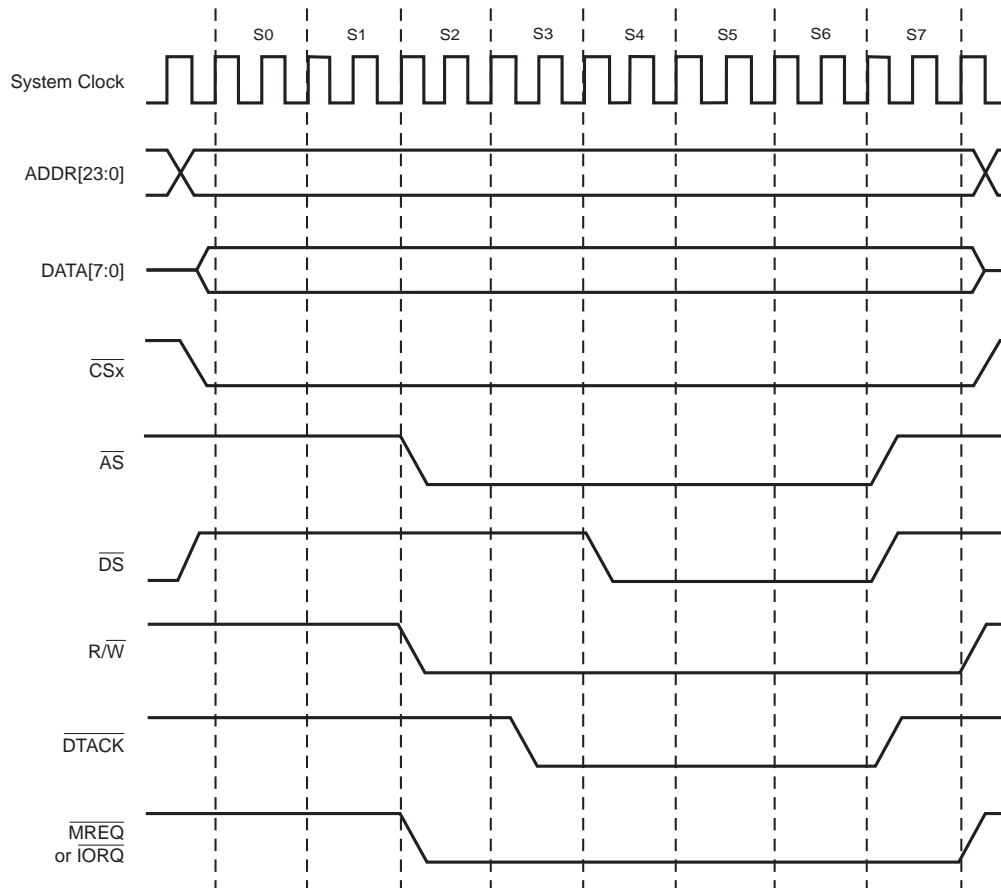 S0 S1 S2 S3 S4 S5 S6 S7
System Clock
ADDR[23:0]
DATA[7:0]
CSx
AS
DS
R/W
DTACK
MREQ
or IORQ